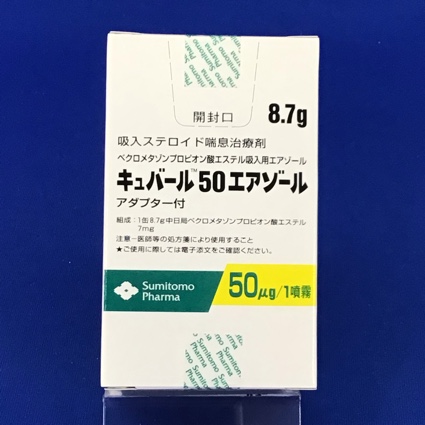 開封口
8.7g
吸入ステロイド喘息治療剤
ベクロメタゾンプロピオン酸エステル吸入用エアゾール
キュバール™50エアゾール
アダプター付
組成:1缶8.7g中日局ベクロメタゾンプロピオン酸エステル
7mg
注意-医師等の処方箋により使用すること
★ご使用に際しては電子添文をご確認ください。
Sumitomo
Pharma
50μg/1噴霧